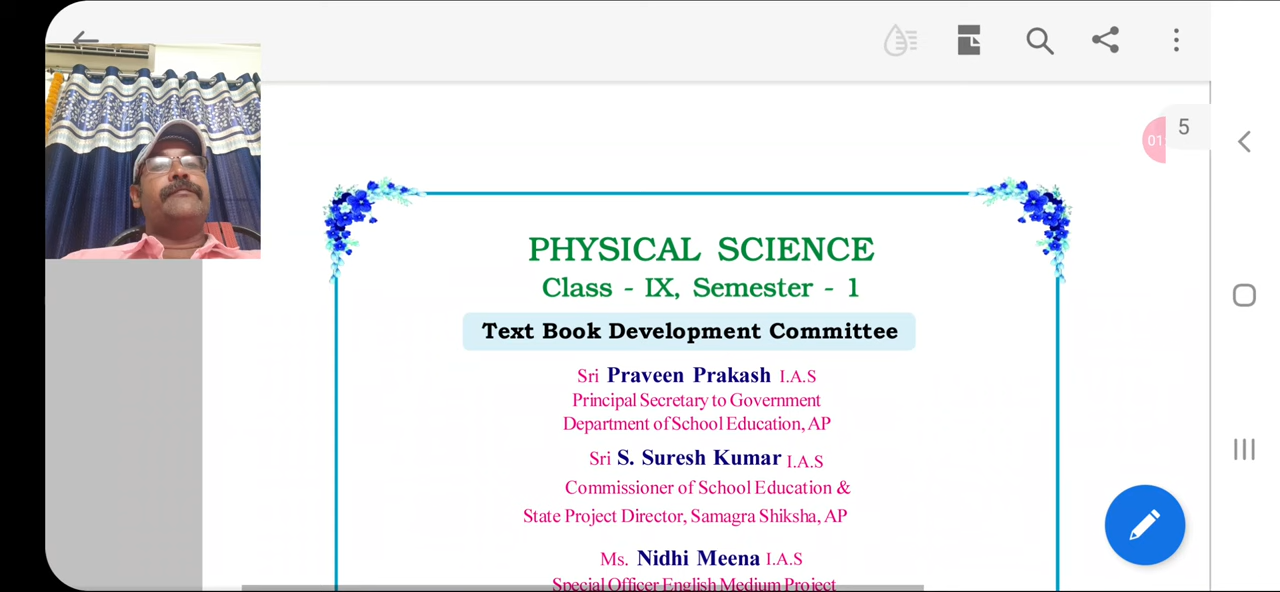 5
01
PHYSICAL SCIENCE
Class - IX, Semester - 1
Text Book Development Committee
Sri Praveen Prakash I.A.S
Principal Secretary to Government
Department of School Education, AP
Sri S. Suresh Kumar I.A.S
Commissioner of School Education &
State Project Director, Samagra Shiksha, AP
Ms. Nidhi Meena I.A.S
Special Officer English Medium Project